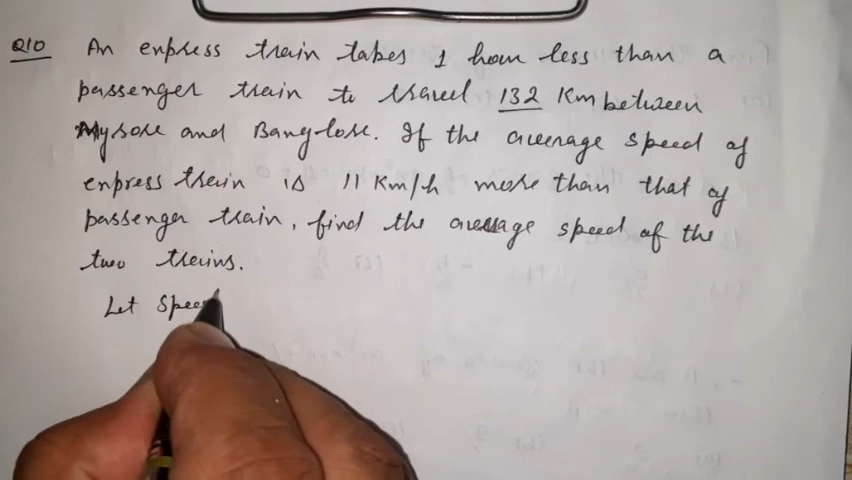 Q10 An express train takes 1 hour less than a
passenger train to travel 132 Km between
Mysore and Banglore. If the average speed of
express train is 11 Km/h more than that of
passenger train, find the average speed of the
two trains.
Let Speed